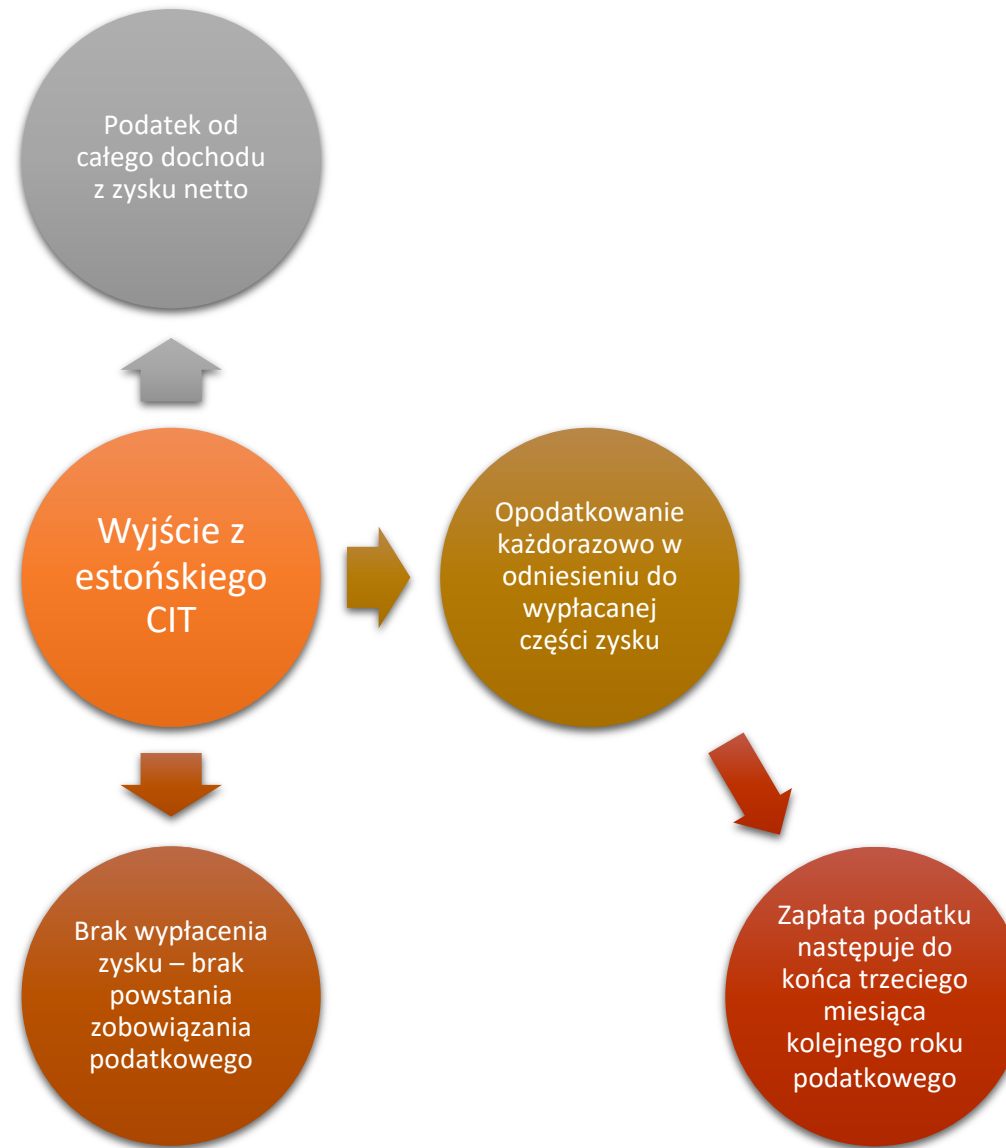 Podatek od
całego dochodu
z zysku netto
Wyjście z
estońskiego
CIT
Opodatkowanie
każdorazowo w
odniesieniu do
wypłacanej
części zysku
Brak wypłacenia
zysku – brak
powstania
zobowiązania
podatkowego
Zapłata podatku
następuje do
końca trzeciego
miesiąca
kolejnego roku
podatkowego